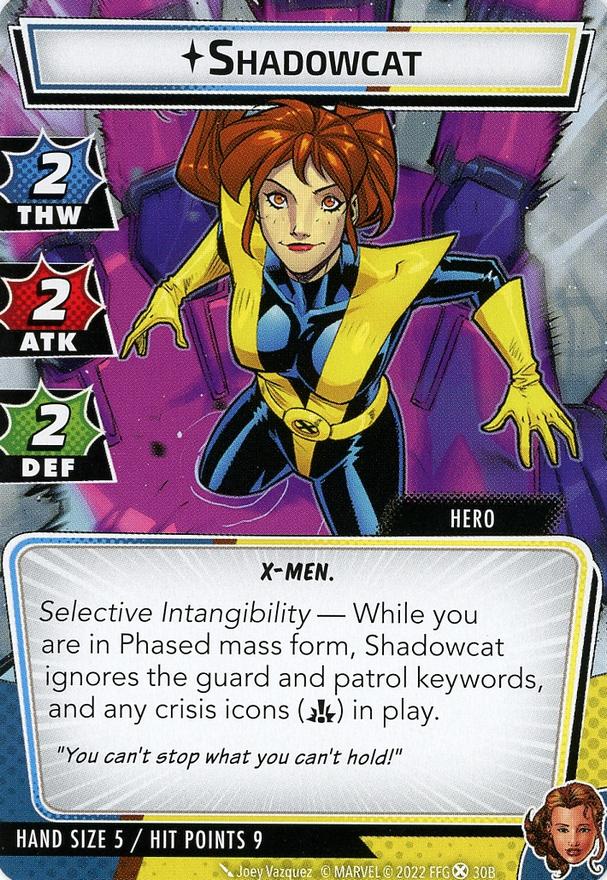 SHADOWCAT
2
THW
2
ATK
2
DEF
HERO
X-MEN.
Selective Intangibility — While you
are in Phased mass form, Shadowcat
ignores the guard and patrol keywords,
and any crisis icons ( ) in play.
"You can't stop what you can't hold!"
HAND SIZE 5 / HIT POINTS 9
Joey Vazquez © MARVEL © 2022 FFG 30B